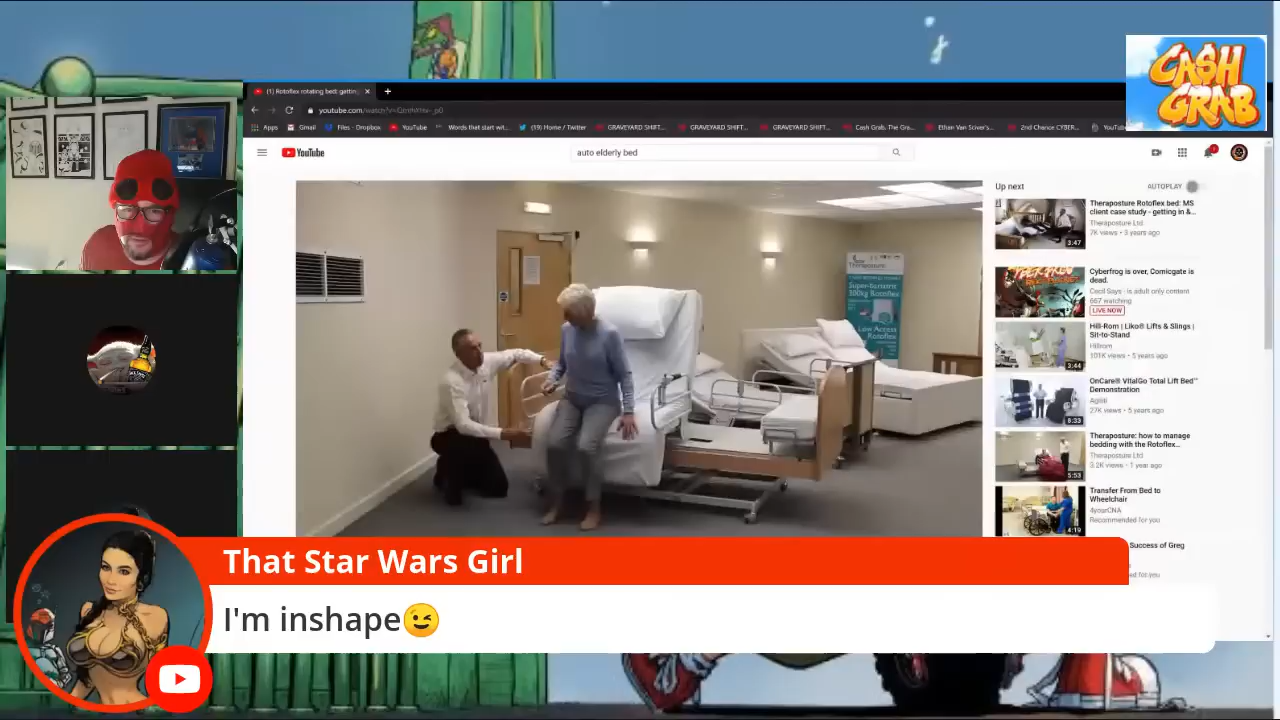 CASH
GRAB
(1) Rotoflex rotating bed: gettin
Apps
Gmail
Files - Dropbox
YouTube
Words that start wit...
(19) Home / Twitter
GRAVEYARD SHIFT...
GRAVEYARD SHIFT...
GRAVEYARD SHIFT...
Cash Grab, The Gra...
Ethan Van Sciver's...
2nd Chance CYBER...
YouTube
auto elderly bed
Up next
AUTOPLAY
Theraposture Rotoflex bed: MS
client case study - getting in &...
Theraposture Ltd
7K views • 3 years ago
3:47
Cyberfrog is over, Comicgate is
dead.
Cecil Says - is adult only content
667 watching
LIVE NOW
Hill-Rom | Liko® Lifts & Slings |
Sit-to-Stand
Hillrom
101K views • 5 years ago
3:44
OnCare® VitalGo Total Lift Bed™
Demonstration
Agiliti
27K views • 5 years ago
8:33
Theraposture: how to manage
bedding with the Rotoflex...
Theraposture Ltd
3.2K views • 1 year ago
5:53
Transfer From Bed to
Wheelchair
4yourCNA
Recommended for you
4:19
Success of Greg
Theraposture
Super-bariatric
Rotoflex
Low Access
Rotoflex
That Star Wars Girl
I'm inshape😉